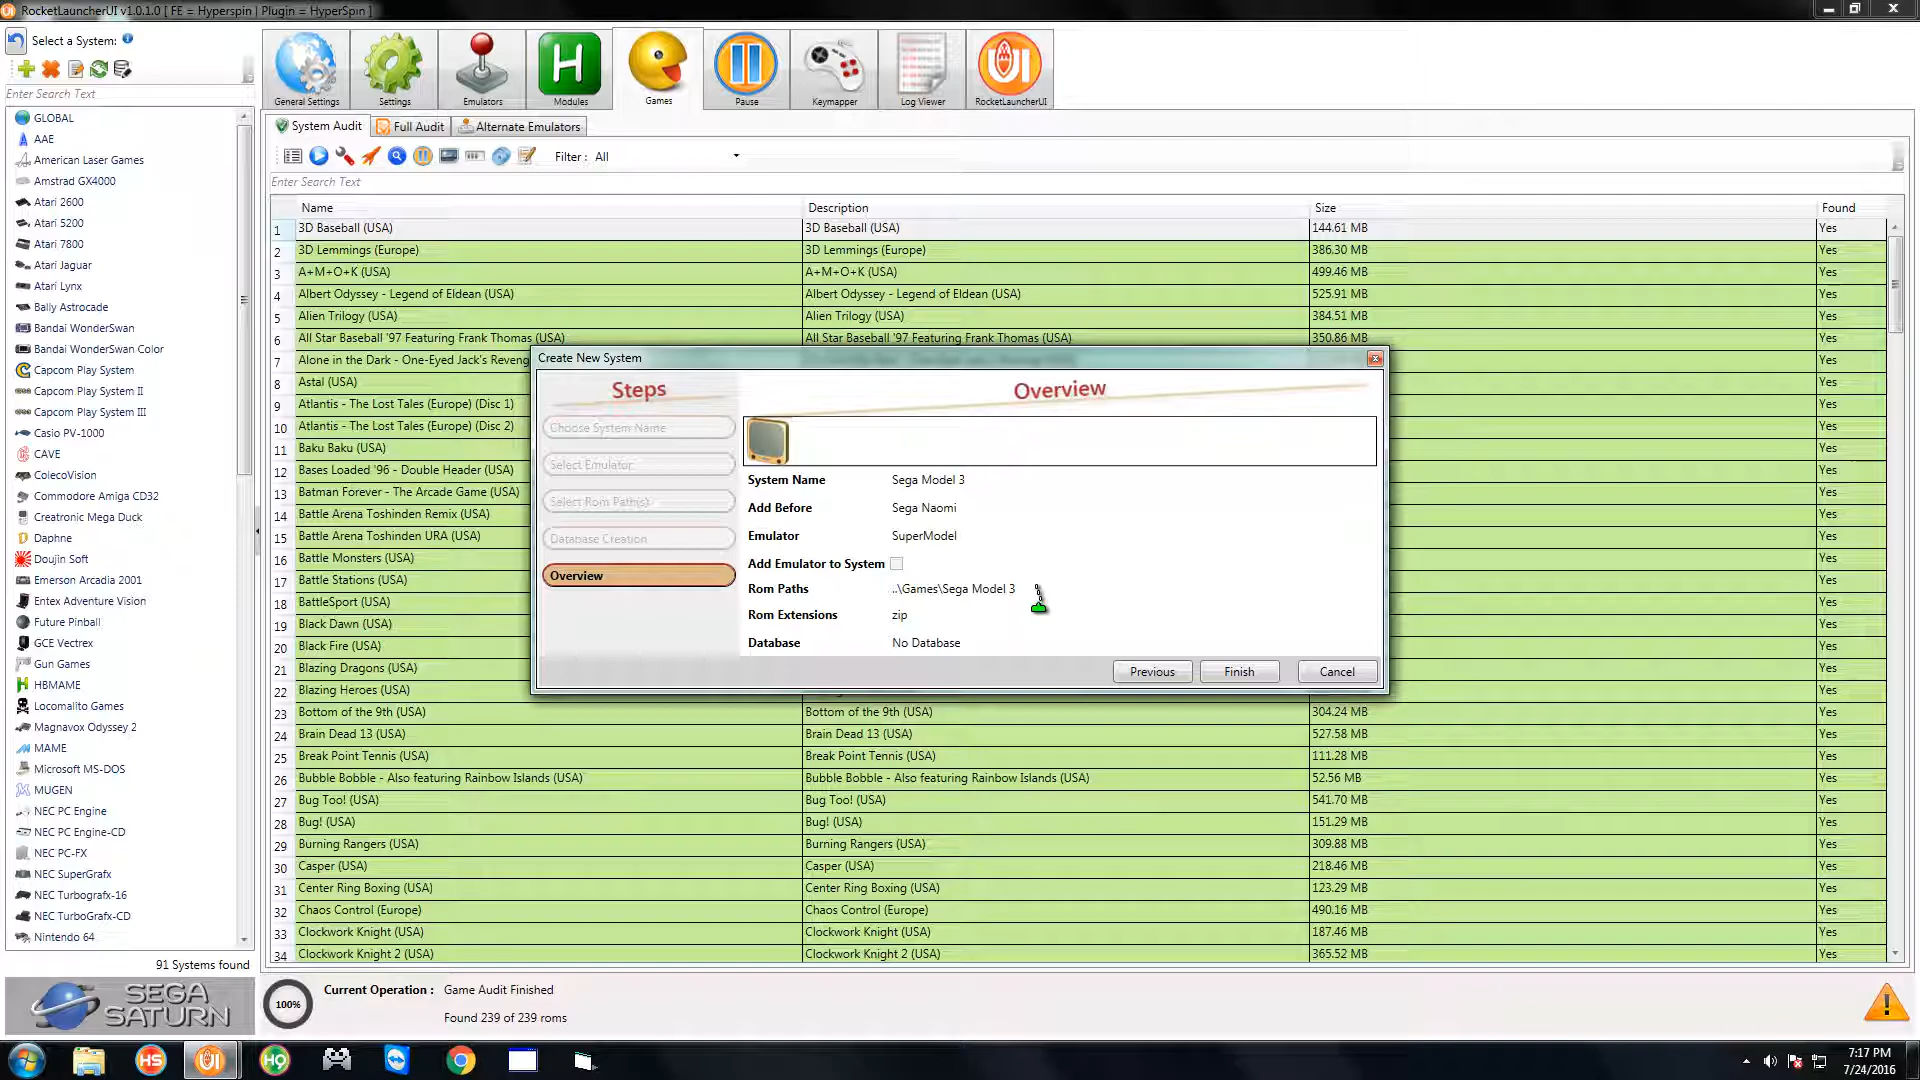 RocketLauncherUI v1.0.1.0 [ FE = Hyperspin | Plugin = HyperSpin ]
Select a System:
Enter Search Text
GLOBAL
AAE
American Laser Games
Amstrad GX4000
Atari 2600
Atari 5200
Atari 7800
Atari Jaguar
Atari Lynx
Bally Astrocade
Bandai WonderSwan
Bandai WonderSwan Color
Capcom Play System
Capcom Play System II
Capcom Play System III
Casio PV-1000
CAVE
ColecoVision
Commodore Amiga CD32
Creatronic Mega Duck
Daphne
Doujin Soft
Emerson Arcadia 2001
Entex Adventure Vision
Future Pinball
GCE Vectrex
Gun Games
HBMAME
Locomalito Games
Magnavox Odyssey 2
MAME
Microsoft MS-DOS
MUGEN
NEC PC Engine
NEC PC Engine-CD
NEC PC-FX
NEC SuperGrafx
NEC Turbografx-16
NEC TurboGrafx-CD
Nintendo 64
91 Systems found
SEGA SATURN
General Settings
Settings
Emulators
H
Modules
Games
Pause
Keymapper
Log Viewer
UI
RocketLauncherUI
System Audit
Full Audit
Alternate Emulators
Filter : All
Enter Search Text
Name Description Size Found
1 3D Baseball (USA) 3D Baseball (USA) 144.61 MB Yes
2 3D Lemmings (Europe) 3D Lemmings (Europe) 386.30 MB Yes
3 A+M+O+K (USA) A+M+O+K (USA) 499.46 MB Yes
4 Albert Odyssey - Legend of Eldean (USA) Albert Odyssey - Legend of Eldean (USA) 525.91 MB Yes
5 Alien Trilogy (USA) Alien Trilogy (USA) 384.51 MB Yes
6 All Star Baseball '97 Featuring Frank Thomas (USA) All Star Baseball '97 Featuring Frank Thomas (USA) 350.86 MB Yes
7 Alone in the Dark - One-Eyed Jack's Reveng Yes
8 Astal (USA) Yes
9 Atlantis - The Lost Tales (Europe) (Disc 1) Yes
10 Atlantis - The Lost Tales (Europe) (Disc 2) Yes
11 Baku Baku (USA) Yes
12 Bases Loaded '96 - Double Header (USA) Yes
13 Batman Forever - The Arcade Game (USA) Yes
14 Battle Arena Toshinden Remix (USA) Yes
15 Battle Arena Toshinden URA (USA) Yes
16 Battle Monsters (USA) Yes
17 Battle Stations (USA) Yes
18 BattleSport (USA) Yes
19 Black Dawn (USA) Yes
20 Black Fire (USA) Yes
21 Blazing Dragons (USA) Yes
22 Blazing Heroes (USA) Yes
23 Bottom of the 9th (USA) Bottom of the 9th (USA) 304.24 MB Yes
24 Brain Dead 13 (USA) Brain Dead 13 (USA) 527.58 MB Yes
25 Break Point Tennis (USA) Break Point Tennis (USA) 111.28 MB Yes
26 Bubble Bobble - Also featuring Rainbow Islands (USA) Bubble Bobble - Also featuring Rainbow Islands (USA) 52.56 MB Yes
27 Bug Too! (USA) Bug Too! (USA) 541.70 MB Yes
28 Bug! (USA) Bug! (USA) 151.29 MB Yes
29 Burning Rangers (USA) Burning Rangers (USA) 309.88 MB Yes
30 Casper (USA) Casper (USA) 218.46 MB Yes
31 Center Ring Boxing (USA) Center Ring Boxing (USA) 123.29 MB Yes
32 Chaos Control (Europe) Chaos Control (Europe) 490.16 MB Yes
33 Clockwork Knight (USA) Clockwork Knight (USA) 187.46 MB Yes
34 Clockwork Knight 2 (USA) Clockwork Knight 2 (USA) 365.52 MB Yes
Create New System
Steps
Choose System Name
Select Emulator
Select Rom Path(s)
Database Creation
Overview
Overview
System Name Sega Model 3
Add Before Sega Naomi
Emulator SuperModel
Add Emulator to System
Rom Paths ..\Games\Sega Model 3
Rom Extensions zip
Database No Database
Previous
Finish
Cancel
100%
Current Operation : Game Audit Finished
Found 239 of 239 roms
HS
UI
HQ
7:17 PM
7/24/2016